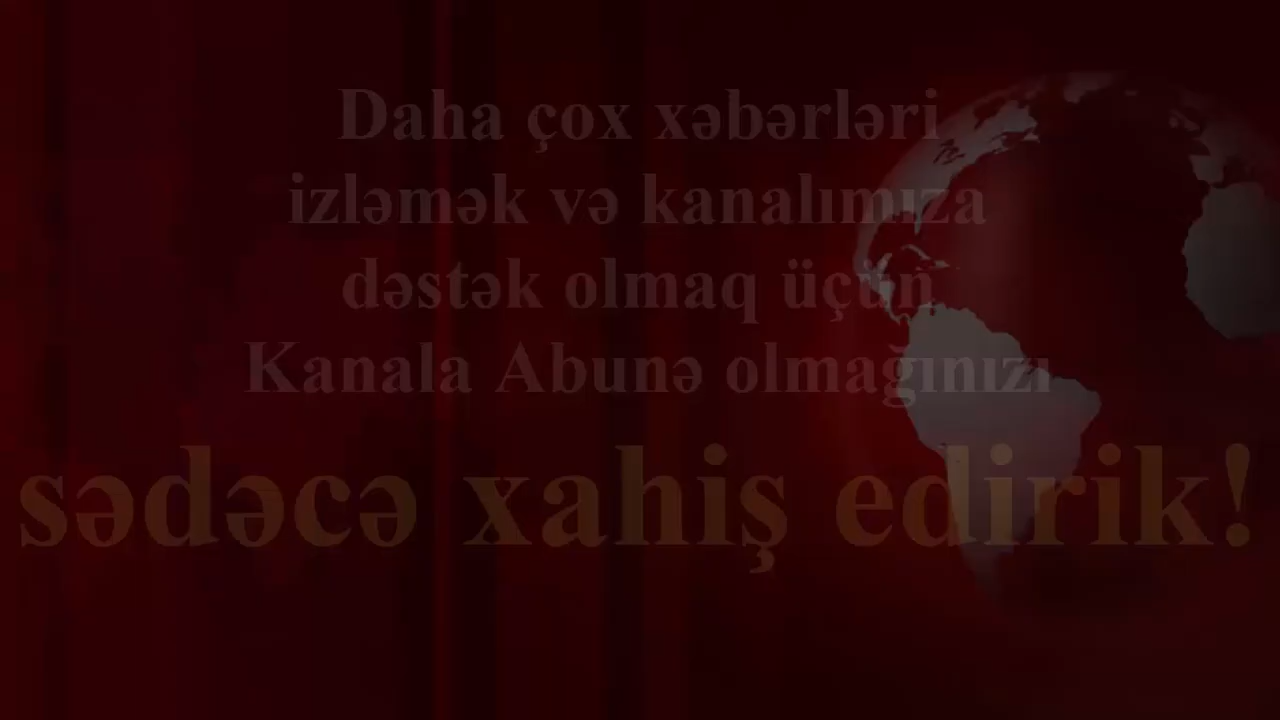 Daha çox xəbərləri
izləmək və kanalımıza
dəstək olmaq üçün
Kanala Abunə olmağınızı
sədəcə xahiş edirik!